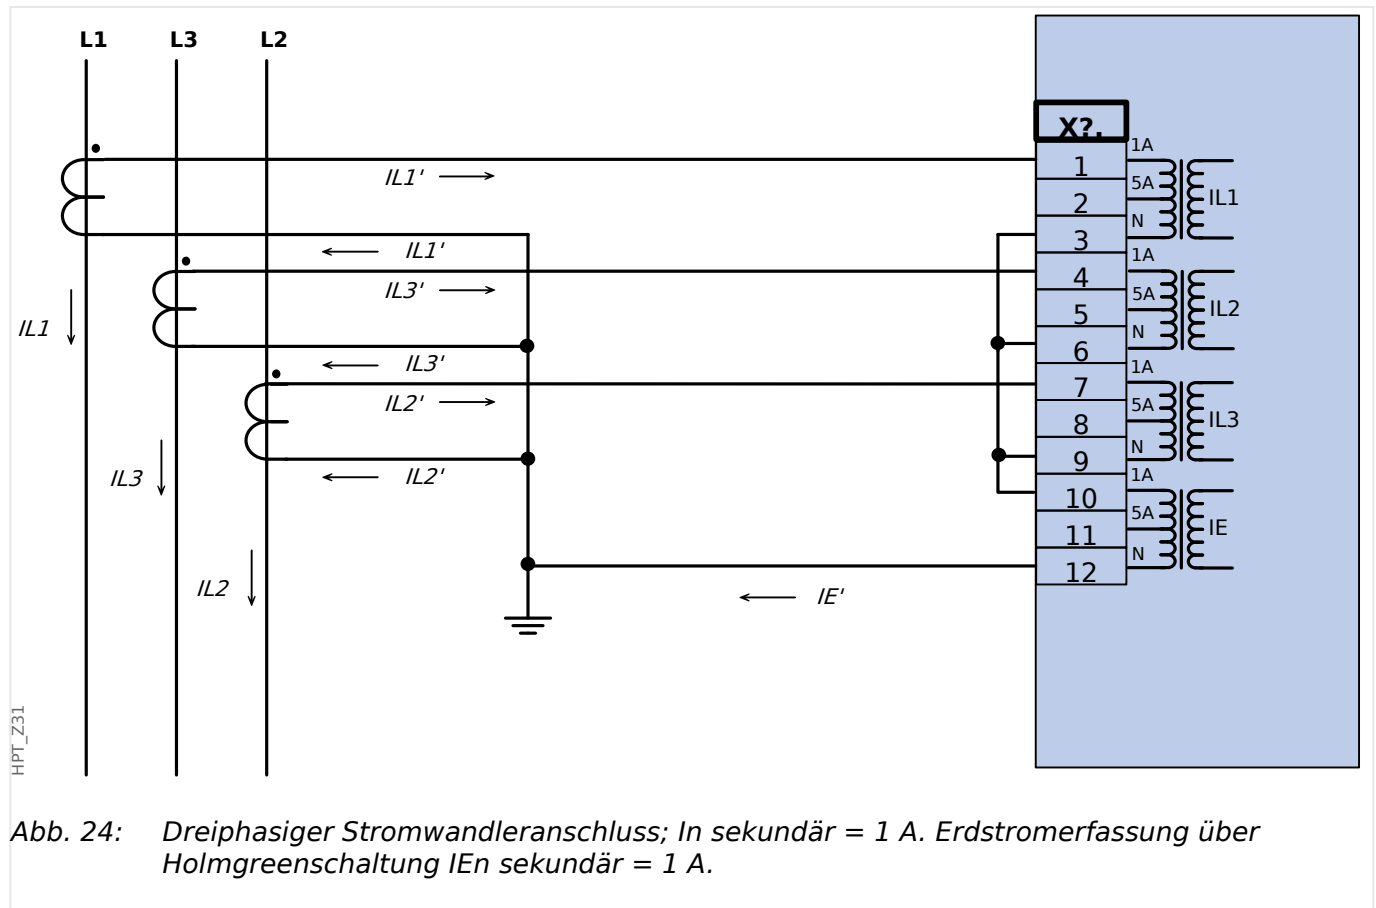 L1 L3 L2
X?.
1
2
3
4
5
6
7
8
9
10
11
12
1A
5A
N
IL1
1A
5A
N
IL2
1A
5A
N
IL3
1A
5A
N
IE
IL1'
IL1'
IL3'
IL3'
IL2'
IL2'
IE'
IL1
IL3
IL2
HPT_Z31
Abb. 24: Dreiphasiger Stromwandleranschluss; In sekundär = 1 A. Erdstromerfassung über
Holmgreenschaltung IEn sekundär = 1 A.